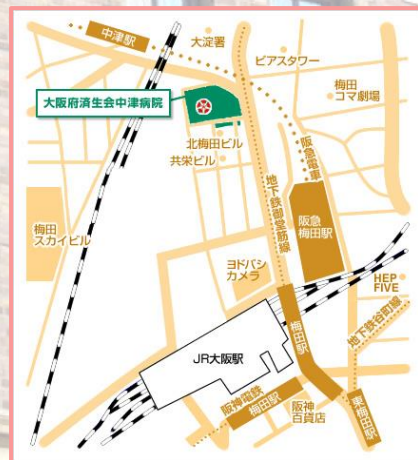 中津駅
大淀署
ピアスタワー
梅田
コマ劇場
大阪府済生会中津病院
北梅田ビル
共栄ビル
阪急電車
地下鉄御堂筋線
阪急
梅田駅
梅田
スカイビル
ヨドバシ
カメラ
HEP
FIVE
梅田駅
地下鉄谷町線
JR大阪駅
阪神電鉄
梅田駅
阪神
百貨店
東梅田駅